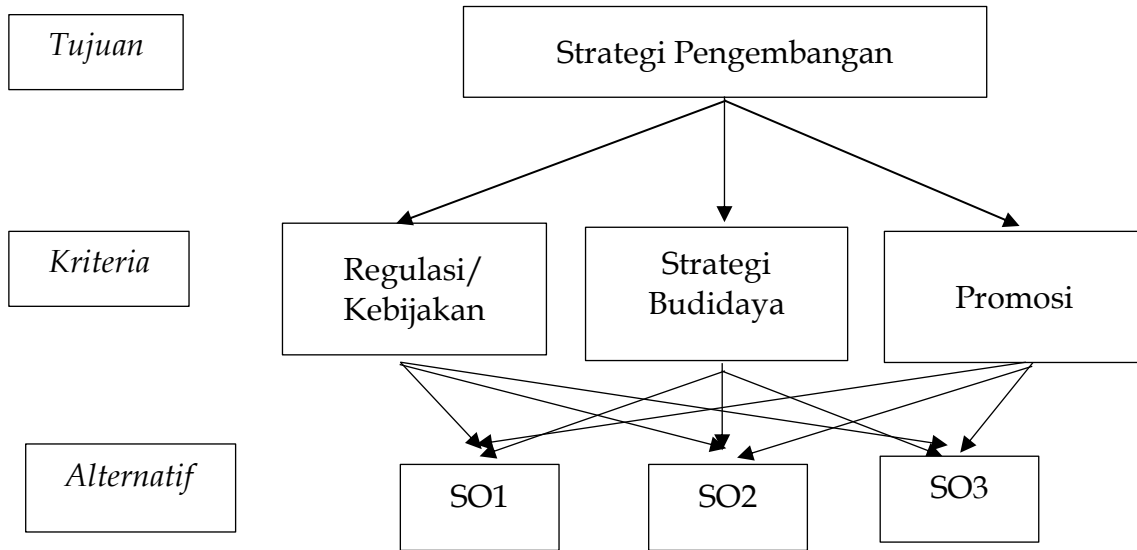 Tujuan
Strategi Pengembangan
Kriteria
Regulasi/
Kebijakan
Strategi
Budidaya
Promosi
Alternatif
SO1
SO2
SO3